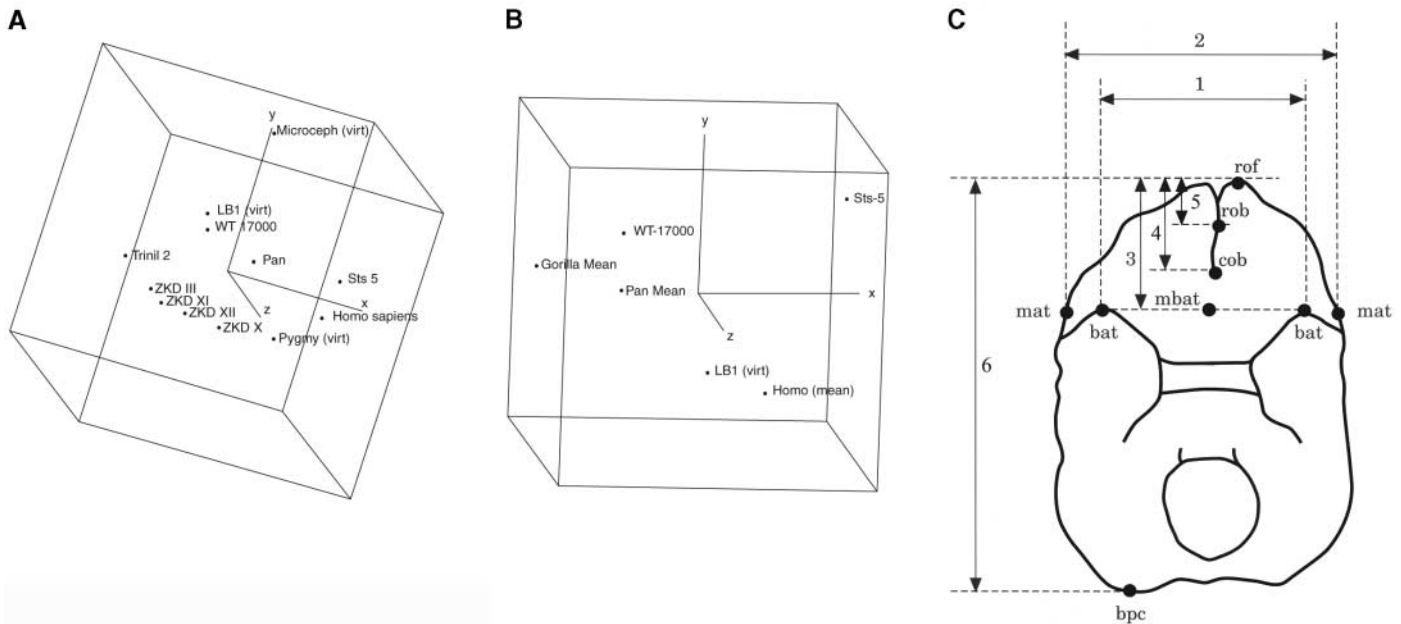 A
y
Microceph (virt)
LB1 (virt)
WT 17000
Trinil 2
Pan
Sts 5
ZKD III
ZKD XI
ZKD XII
ZKD X
z
x
Homo sapiens
Pygmy (virt)
B
y
Sts-5
WT-17000
Gorilla Mean
Pan Mean
x
z
LB1 (virt)
Homo (mean)
C
2
1
rof
5
rob
4
3
cob
mbat
mat
bat
bat
mat
6
bpc